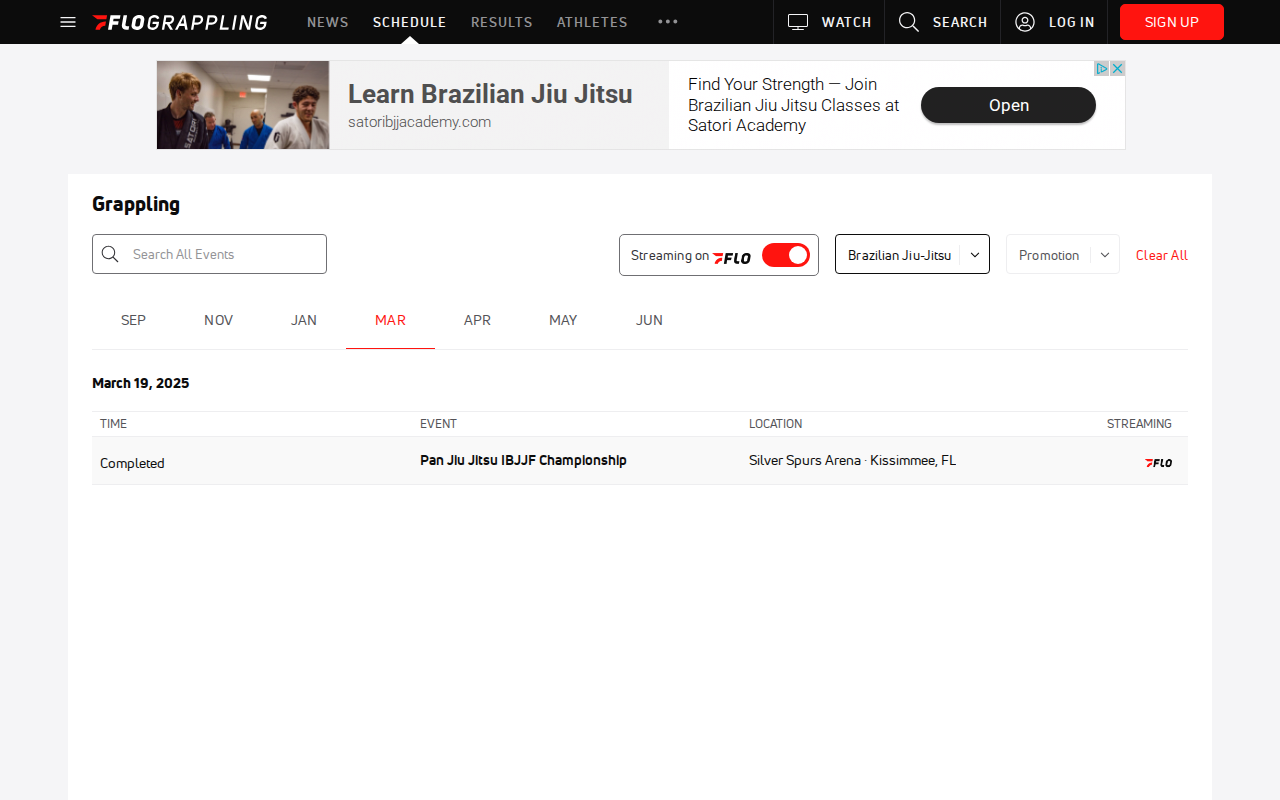 FLOGRAPPLING NEWS SCHEDULE RESULTS ATHLETES WATCH SEARCH LOG IN SIGN UP
Learn Brazilian Jiu Jitsu
satoribjjacademy.com
Find Your Strength — Join
Brazilian Jiu Jitsu Classes at
Satori Academy
Open
Grappling
Search All Events
Streaming on FLO
Brazilian Jiu-Jitsu
Promotion
Clear All
SEP NOV JAN MAR APR MAY JUN
March 19, 2025
TIME EVENT LOCATION STREAMING
Completed Pan Jiu Jitsu IBJJF Championship Silver Spurs Arena · Kissimmee, FL FLO